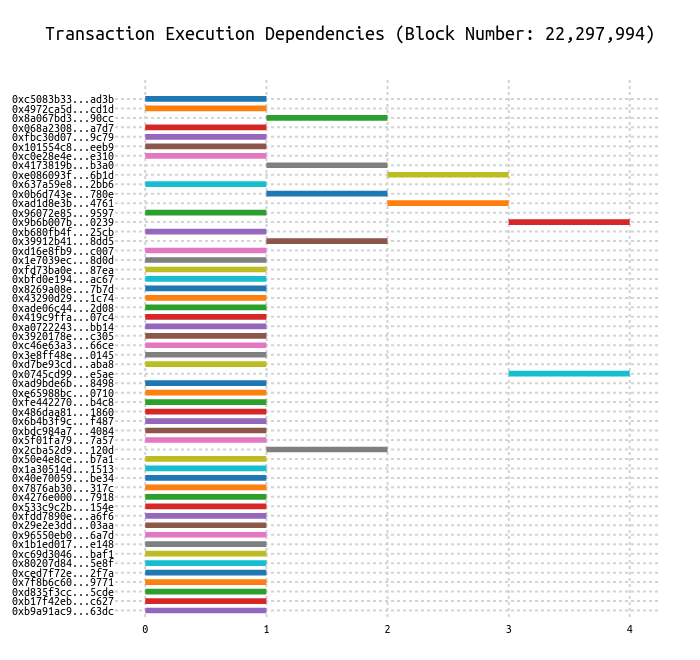 Transaction Execution Dependencies (Block Number: 22,297,994)
0xc5083b33...ad3b
0x4972ca5d...cd1d
0x8a067bd3...90cc
0x068a2308...a7d7
0xfbc30d07...9c79
0x101554c8...eeb9
0xc0e28e4e...e310
0x4173819b...b3a0
0xe086093f...6b1d
0x637a59e8...2bb6
0x0b6d743e...780e
0xad1d8e3b...4761
0x96072e85...9597
0x9b6b007b...0239
0xb680fb4f...25cb
0x39912b41...8dd5
0xd16e8fb9...c007
0x1e7039ec...8d0d
0xfd73ba0e...87ea
0xbfd0e194...ac67
0x8269a08e...7b7d
0x43290d29...1c74
0xade06c44...2d08
0x419c9ffa...07c4
0xa0722243...bb14
0x3920178e...c305
0xc46e63a3...66ce
0x3e8ff48e...0145
0xd7be93cd...aba8
0x0745cd99...e5ae
0xad9bde6b...8498
0xe65988bc...0710
0xfe442270...b4c8
0x486daa81...1860
0x6b4b3f9c...f487
0xbdc984a7...4084
0x5f01fa79...7a57
0x2cba52d9...120d
0x50e4e8ce...b7a1
0x1a30514d...1513
0x40e70059...be34
0x7876ab30...317c
0x4276e000...7918
0x533c9c2b...154e
0xfdd7890e...a6f6
0x29e2e3dd...03aa
0x96550eb0...6a7d
0x1b1ed017...e148
0xc69d3046...baf1
0x80207d84...5e8f
0xced7f72e...2f7a
0x7f8b6c60...9771
0xd835f3cc...5cde
0xb17f42eb...c627
0xb9a91ac9...63dc
0 1 2 3 4